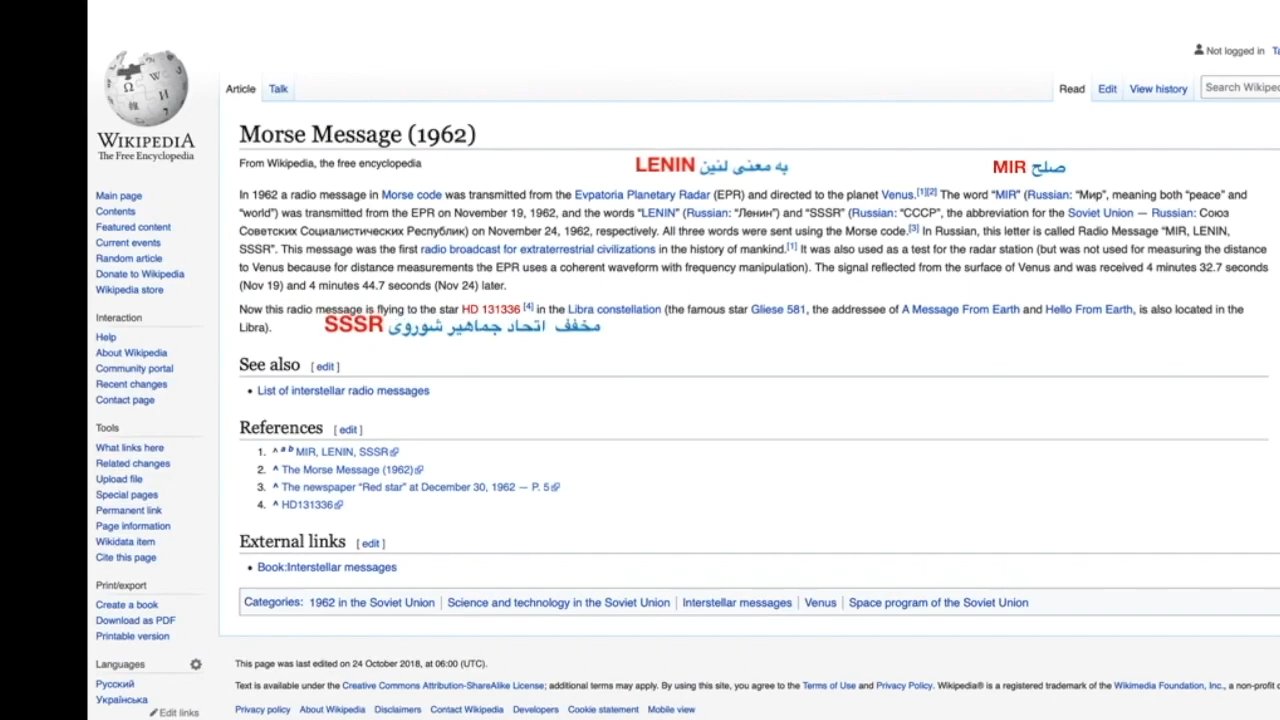 Not logged in
Article Talk Read Edit View history Search
WIKIPEDIA
The Free Encyclopedia
Morse Message (1962)
From Wikipedia, the free encyclopedia
LENIN به معنی لنین
MIR صلح
In 1962 a radio message in Morse code was transmitted from the Evpatoria Planetary Radar (EPR) and directed to the planet Venus.[1][2] The word "MIR" (Russian: "Мир", meaning both "peace" and
"world") was transmitted from the EPR on November 19, 1962, and the words "LENIN" (Russian: "Ленин") and "SSSR" (Russian: "СССР", the abbreviation for the Soviet Union — Russian: Союз
Советских Социалистических Республик) on November 24, 1962, respectively. All three words were sent using the Morse code.[3] In Russian, this letter is called Radio Message "MIR, LENIN,
SSSR". This message was the first radio broadcast for extraterrestrial civilizations in the history of mankind.[1] It was also used as a test for the radar station (but was not used for measuring the distance
to Venus because for distance measurements the EPR uses a coherent waveform with frequency manipulation). The signal reflected from the surface of Venus and was received 4 minutes 32.7 seconds
(Nov 19) and 4 minutes 44.7 seconds (Nov 24) later.
Now this radio message is flying to the star HD 131336 [4] in the Libra constellation (the famous star Gliese 581, the addressee of A Message From Earth and Hello From Earth, is also located in the
Libra).
SSSR مخفف اتحاد جماهیر شوروی
See also [ edit ]
• List of interstellar radio messages
References [ edit ]
1. ^ a b MIR, LENIN, SSSR
2. ^ The Morse Message (1962)
3. ^ The newspaper "Red star" at December 30, 1962 — P. 5
4. ^ HD131336
External links [ edit ]
• Book:Interstellar messages
Categories: 1962 in the Soviet Union | Science and technology in the Soviet Union | Interstellar messages | Venus | Space program of the Soviet Union
Main page
Contents
Featured content
Current events
Random article
Donate to Wikipedia
Wikipedia store
Interaction
Help
About Wikipedia
Community portal
Recent changes
Contact page
Tools
What links here
Related changes
Upload file
Special pages
Permanent link
Page information
Wikidata item
Cite this page
Print/export
Create a book
Download as PDF
Printable version
Languages
Русский
Українська
Edit links
This page was last edited on 24 October 2018, at 06:00 (UTC).
Text is available under the Creative Commons Attribution-ShareAlike License; additional terms may apply. By using this site, you agree to the Terms of Use and Privacy Policy. Wikipedia® is a registered trademark of the Wikimedia Foundation, Inc., a non-profit
Privacy policy About Wikipedia Disclaimers Contact Wikipedia Developers Cookie statement Mobile view